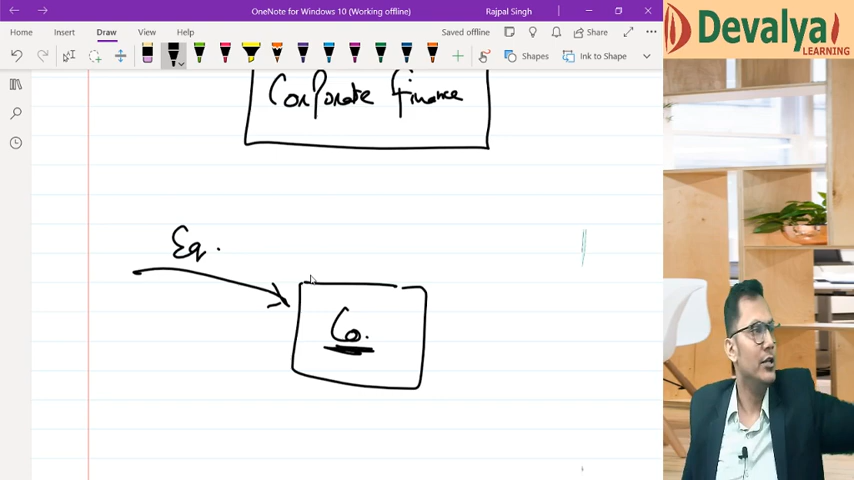 OneNote for Windows 10 (Working offline)
Rajpal Singh
Home Insert Draw View Help
Saved offline
Share
Shapes
Ink to Shape
Devalya
LEARNING
Corporate Finance
Eq.
Co.